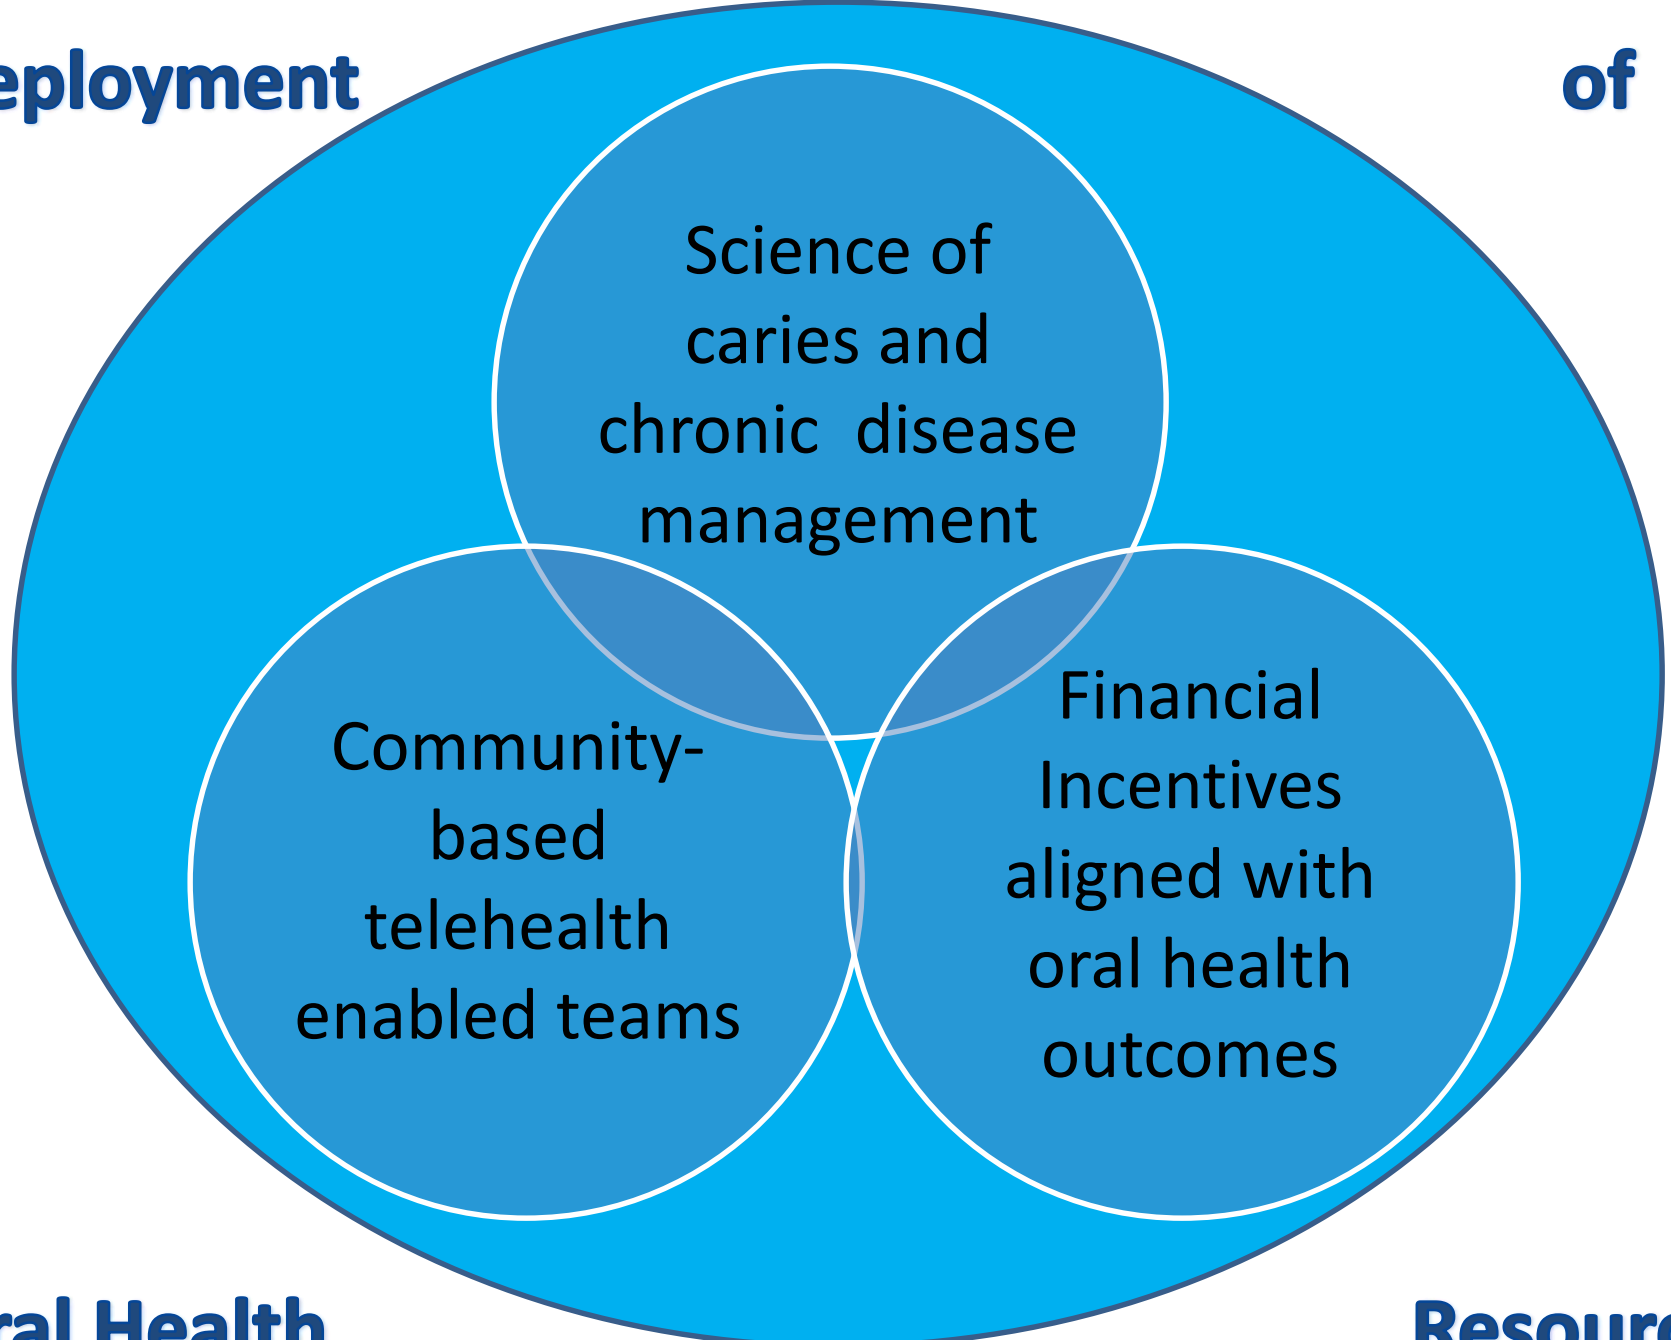 eployment of
Science of
caries and
chronic  disease
management
Community-
based
telehealth
enabled teams
Financial
Incentives
aligned with
oral health
outcomes
ral Health Resourc